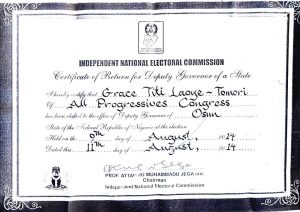 INDEPENDENT NATIONAL ELECTORAL COMMISSION
Certificate of Return for Deputy Governor of a State
I hereby certify that Grace Titi Laoye-Tomori
Of All Progressives Congress
has been elected to the office of Deputy Governor of Osun
State of the Federal Republic of Nigeria at the election
Held on the 9th day of August, 2014
Dated this 11th day of August, 2014
PROF. ATTAHIRU MUHAMMADU JEGA
Chairman
Independent National Electoral Commission